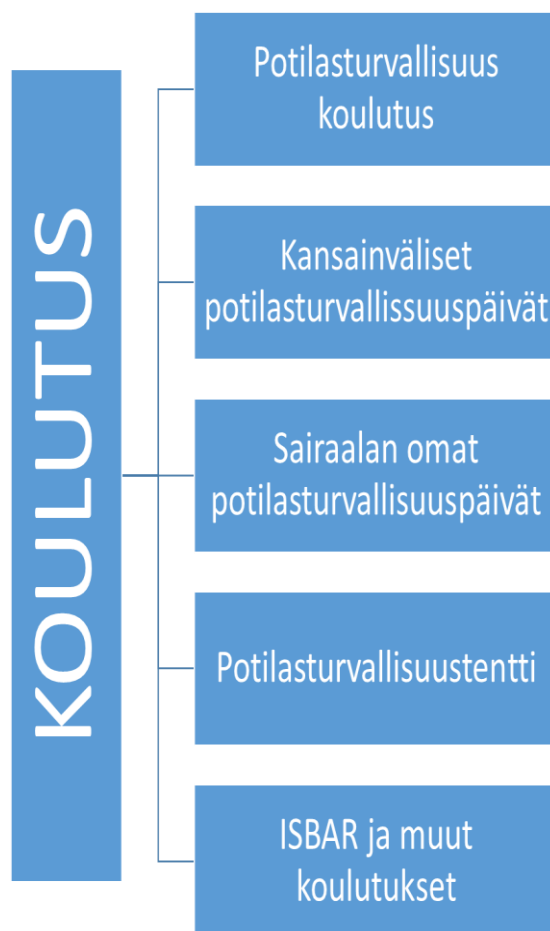 KOULUTUS
Potilasturvallisuus
koulutus
Kansainväliset
potilasturvallissuuspäivät
Sairaalan omat
potilasturvallisuuspäivät
Potilasturvallisuustentti
ISBAR ja muut
koulutukset